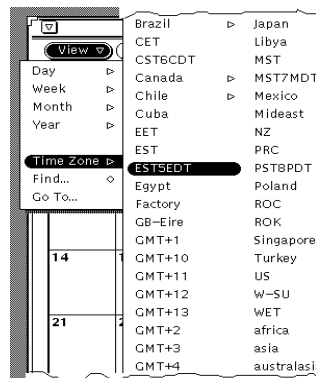 View
Day
Week
Month
Year
Time Zone
Find...
Go To...
14
21
Brazil
CET
CST6CDT
Canada
Chile
Cuba
EET
EST
EST5EDT
Egypt
Factory
GB-Eire
GMT+1
GMT+10
GMT+11
GMT+12
GMT+13
GMT+2
GMT+3
GMT+4
Japan
Libya
MST
MST7MDT
Mexico
Mideast
NZ
PRC
PST8PDT
Poland
ROC
ROK
Singapore
Turkey
US
W-SU
WET
africa
asia
australasi